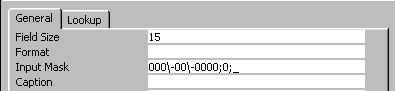 General Lookup
Field Size 15
Format
Input Mask 000\-00\-0000;0;_
Caption